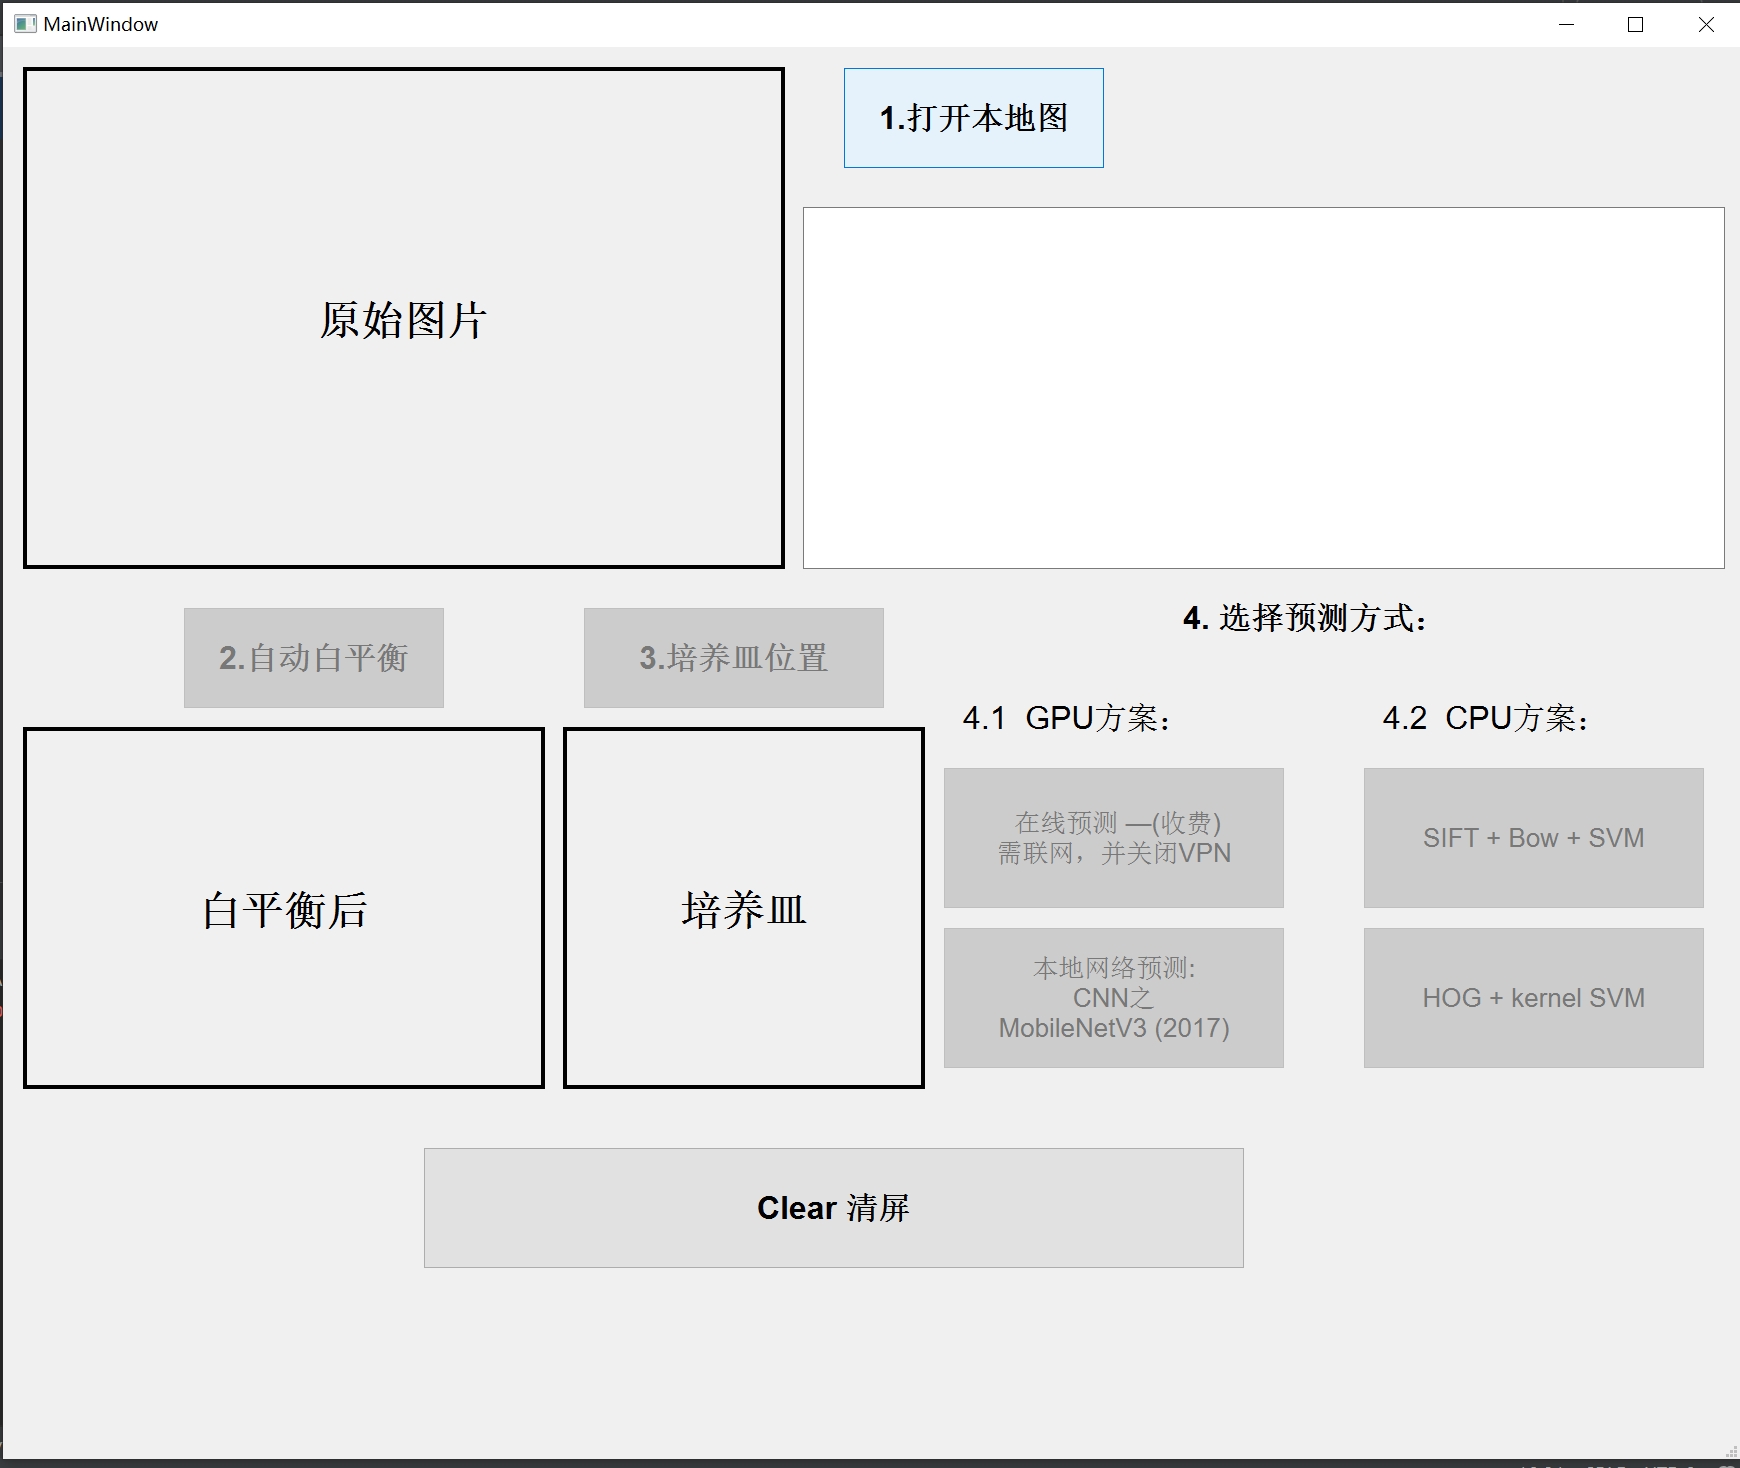 MainWindow
1.打开本地图
原始图片
2.自动白平衡
3.培养皿位置
4. 选择预测方式：
4.1 GPU方案：
4.2 CPU方案：
在线预测 —(收费)
需联网，并关闭VPN
SIFT + Bow + SVM
白平衡后
培养皿
本地网络预测:
CNN之
MobileNetV3 (2017)
HOG + kernel SVM
Clear 清屏